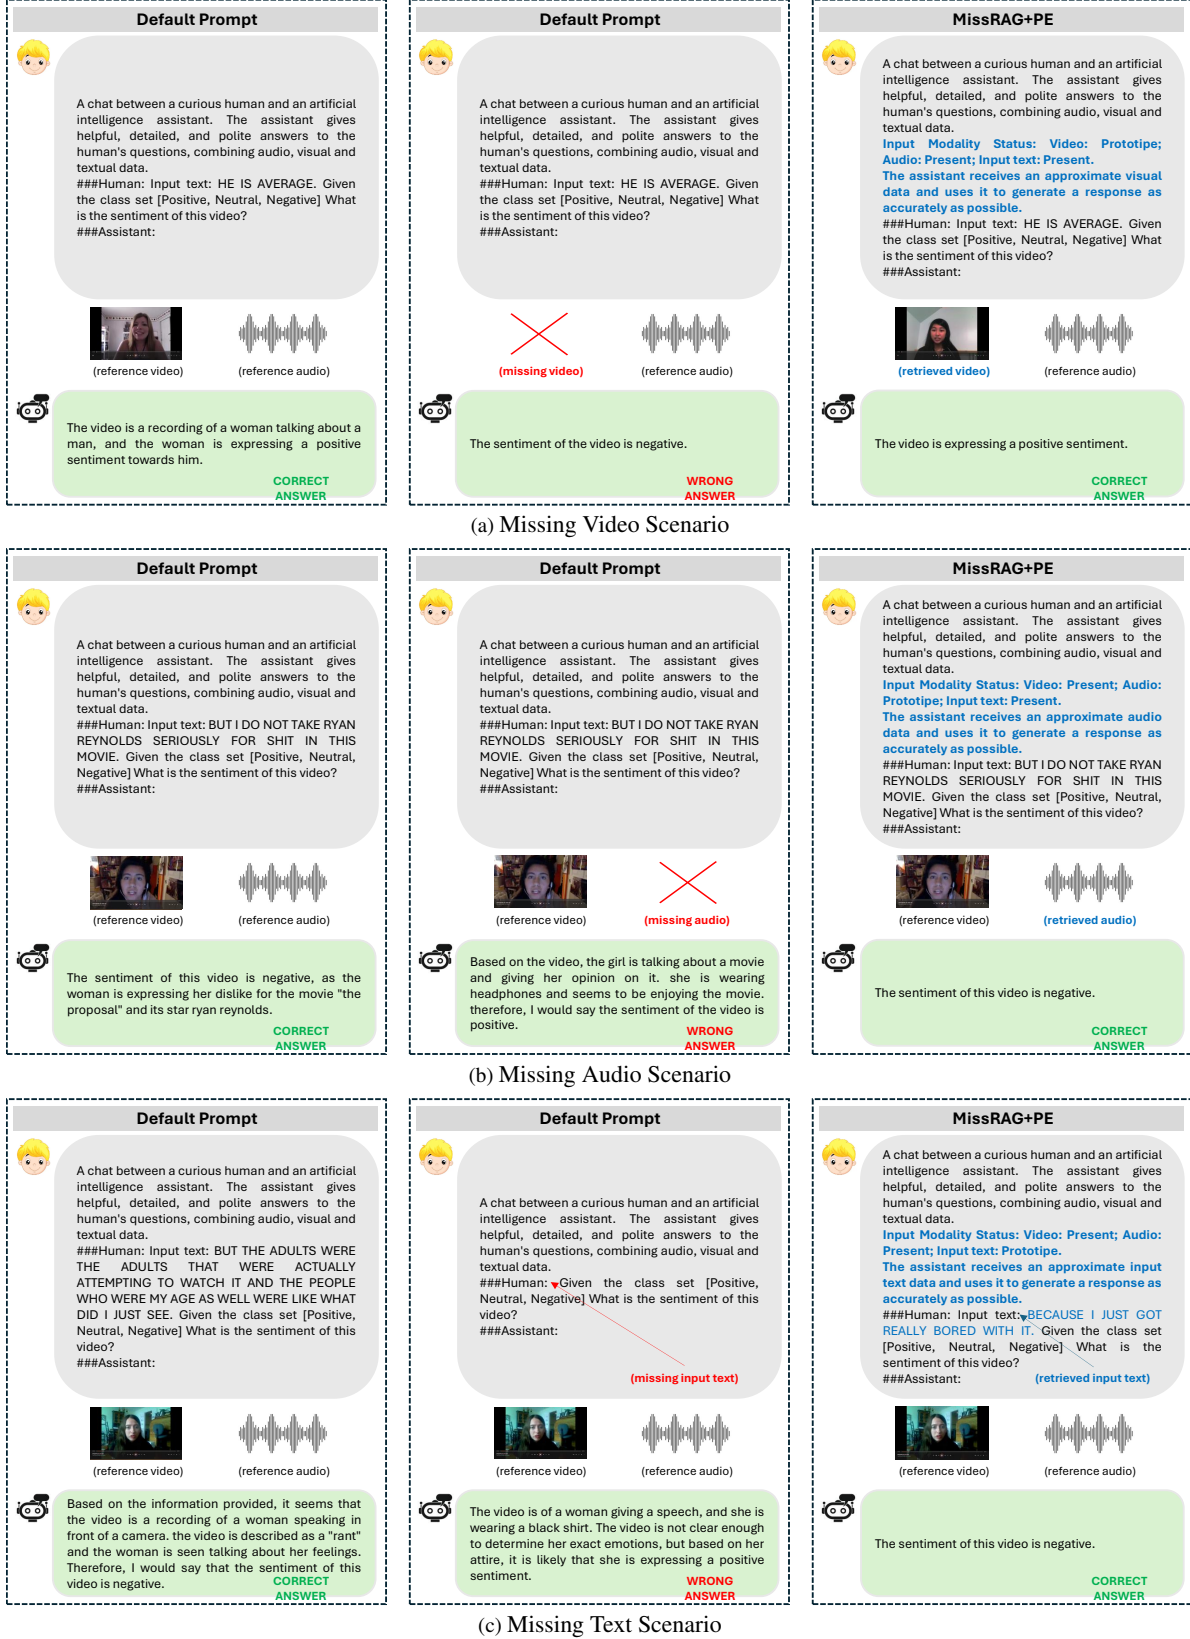 Default Prompt
A chat between a curious human and an artificial
intelligence assistant. The assistant gives
helpful, detailed, and polite answers to the
human's questions, combining audio, visual and
textual data.
###Human: Input text: HE IS AVERAGE. Given
the class set [Positive, Neutral, Negative] What
is the sentiment of this video?
###Assistant:
(reference video)
(reference audio)
The video is a recording of a woman talking about a
man, and the woman is expressing a positive
sentiment towards him.
CORRECT
ANSWER
Default Prompt
A chat between a curious human and an artificial
intelligence assistant. The assistant gives
helpful, detailed, and polite answers to the
human's questions, combining audio, visual and
textual data.
###Human: Input text: HE IS AVERAGE. Given
the class set [Positive, Neutral, Negative] What
is the sentiment of this video?
###Assistant:
(missing video)
(reference audio)
The sentiment of the video is negative.
WRONG
ANSWER
MissRAG+PE
A chat between a curious human and an artificial
intelligence assistant. The assistant gives
helpful, detailed, and polite answers to the
human's questions, combining audio, visual and
textual data.
Input Modality Status: Video: Prototipe;
Audio: Present; Input text: Present.
The assistant receives an approximate visual
data and uses it to generate a response as
accurately as possible.
###Human: Input text: HE IS AVERAGE. Given
the class set [Positive, Neutral, Negative] What
is the sentiment of this video?
###Assistant:
(retrieved video)
(reference audio)
The video is expressing a positive sentiment.
CORRECT
ANSWER
(a) Missing Video Scenario
Default Prompt
A chat between a curious human and an artificial
intelligence assistant. The assistant gives
helpful, detailed, and polite answers to the
human's questions, combining audio, visual and
textual data.
###Human: Input text: BUT I DO NOT TAKE RYAN
REYNOLDS SERIOUSLY FOR SHIT IN THIS
MOVIE. Given the class set [Positive, Neutral,
Negative] What is the sentiment of this video?
###Assistant:
(reference video)
(reference audio)
The sentiment of this video is negative, as the
woman is expressing her dislike for the movie "the
proposal" and its star ryan reynolds.
CORRECT
ANSWER
Default Prompt
A chat between a curious human and an artificial
intelligence assistant. The assistant gives
helpful, detailed, and polite answers to the
human's questions, combining audio, visual and
textual data.
###Human: Input text: BUT I DO NOT TAKE RYAN
REYNOLDS SERIOUSLY FOR SHIT IN THIS
MOVIE. Given the class set [Positive, Neutral,
Negative] What is the sentiment of this video?
###Assistant:
(reference video)
(missing audio)
Based on the video, the girl is talking about a movie
and giving her opinion on it. she is wearing
headphones and seems to be enjoying the movie.
therefore, I would say the sentiment of the video is
positive.
WRONG
ANSWER
MissRAG+PE
A chat between a curious human and an artificial
intelligence assistant. The assistant gives
helpful, detailed, and polite answers to the
human's questions, combining audio, visual and
textual data.
Input Modality Status: Video: Present; Audio:
Prototipe; Input text: Present.
The assistant receives an approximate audio
data and uses it to generate a response as
accurately as possible.
###Human: Input text: BUT I DO NOT TAKE RYAN
REYNOLDS SERIOUSLY FOR SHIT IN THIS
MOVIE. Given the class set [Positive, Neutral,
Negative] What is the sentiment of this video?
###Assistant:
(reference video)
(retrieved audio)
The sentiment of this video is negative.
CORRECT
ANSWER
(b) Missing Audio Scenario
Default Prompt
A chat between a curious human and an artificial
intelligence assistant. The assistant gives
helpful, detailed, and polite answers to the
human's questions, combining audio, visual and
textual data.
###Human: Input text: BUT THE ADULTS WERE
THE ADULTS THAT WERE ACTUALLY
ATTEMPTING TO WATCH IT AND THE PEOPLE
WHO WERE MY AGE AS WELL WERE LIKE WHAT
DID I JUST SEE. Given the class set [Positive,
Neutral, Negative] What is the sentiment of this
video?
###Assistant:
(reference video)
(reference audio)
Based on the information provided, it seems that
the video is a recording of a woman speaking in
front of a camera. the video is described as a "rant"
and the woman is seen talking about her feelings.
Therefore, I would say that the sentiment of this
video is negative.
CORRECT
ANSWER
Default Prompt
A chat between a curious human and an artificial
intelligence assistant. The assistant gives
helpful, detailed, and polite answers to the
human's questions, combining audio, visual and
textual data.
###Human: Given the class set [Positive,
Neutral, Negative] What is the sentiment of this
video?
###Assistant:
(missing input text)
(reference video)
(reference audio)
The video is of a woman giving a speech, and she is
wearing a black shirt. The video is not clear enough
to determine her exact emotions, but based on her
attire, it is likely that she is expressing a positive
sentiment.
WRONG
ANSWER
MissRAG+PE
A chat between a curious human and an artificial
intelligence assistant. The assistant gives
helpful, detailed, and polite answers to the
human's questions, combining audio, visual and
textual data.
Input Modality Status: Video: Present; Audio:
Present; Input text: Prototipe.
The assistant receives an approximate input
text data and uses it to generate a response as
accurately as possible.
###Human: Input text: BECAUSE I JUST GOT
REALLY BORED WITH IT. Given the class set
[Positive, Neutral, Negative] What is the
sentiment of this video?
###Assistant:
(retrieved input text)
(reference video)
(reference audio)
The sentiment of this video is negative.
CORRECT
ANSWER
(c) Missing Text Scenario